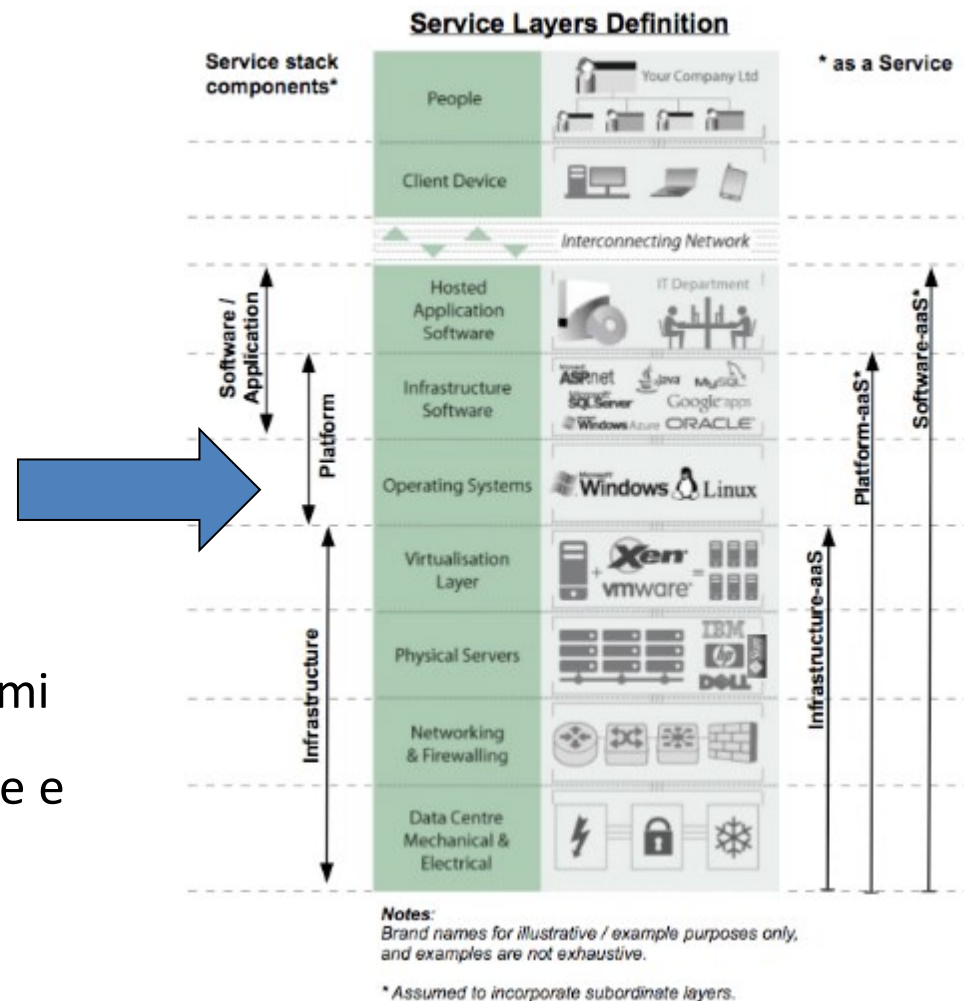 Service Layers Definition
Service stack
components*
* as a Service
People
Your Company Ltd
Client Device
Interconnecting Network
Hosted
Application
Software
IT Department
Software /
Application
Infrastructure
Software
Microsoft
ASP.net
Java
MySQL
Microsoft
SQL Server
Google apps
Windows Azure
ORACLE
Platform
Operating Systems
Microsoft
Windows
Linux
Virtualisation
Layer
+
Xen
=
vmware
Physical Servers
IBM
hp
DELL
Infrastructure
Networking
& Firewalling
Data Centre
Mechanical &
Electrical
Infrastructure-aaS
Platform-aaS*
Software-aaS*
mi
e e
Notes:
Brand names for illustrative / example purposes only,
and examples are not exhaustive.
* Assumed to incorporate subordinate layers.